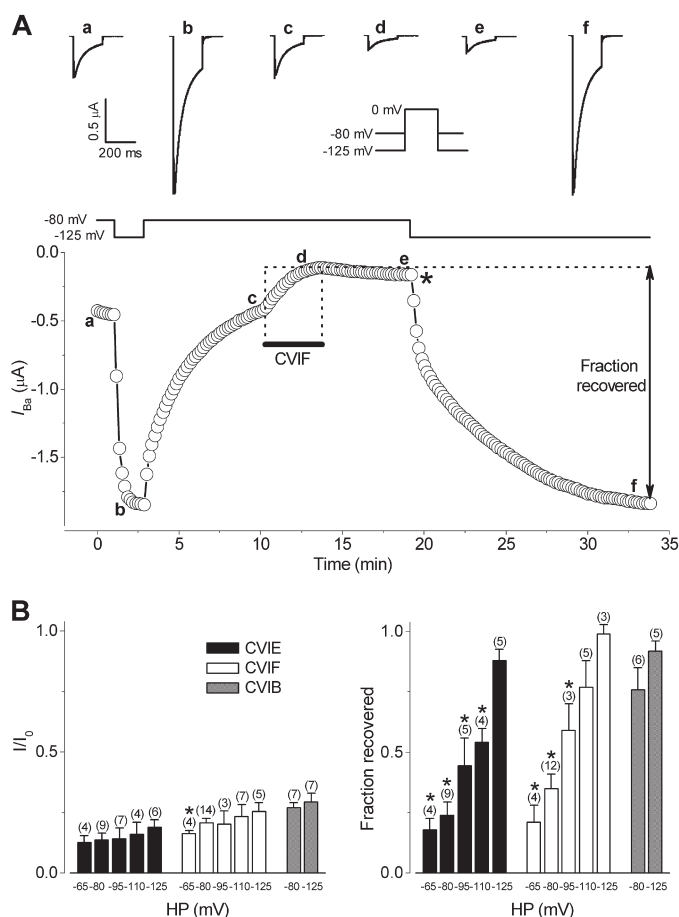 A
a b c d e f
0.5 μA
200 ms
0 mV
-80 mV
-125 mV
-80 mV
-125 mV
0.0
-0.5
-1.0
-1.5
I_Ba (μA)
a
b
c
d
e
*
f
CVIF
Fraction
recovered
0 5 10 15 20 25 30 35
Time (min)
B
1.0
0.5
0.0
I/I0
CVIE
CVIF
CVIB
(4) (9) (7) (4) (6)
*
(4) (14) (3) (7) (5)
(7) (7)
-65 -80 -95 -110 -125 -65 -80 -95 -110 -125 -80 -125
HP (mV)
1.0
0.5
0.0
Fraction recovered
* * * *
(4) (9) (5) (4) (5)
* * *
(4) (12) (3) (5) (3)
(6) (5)
-65 -80 -95 -110 -125 -65 -80 -95 -110 -125 -80 -125
HP (mV)